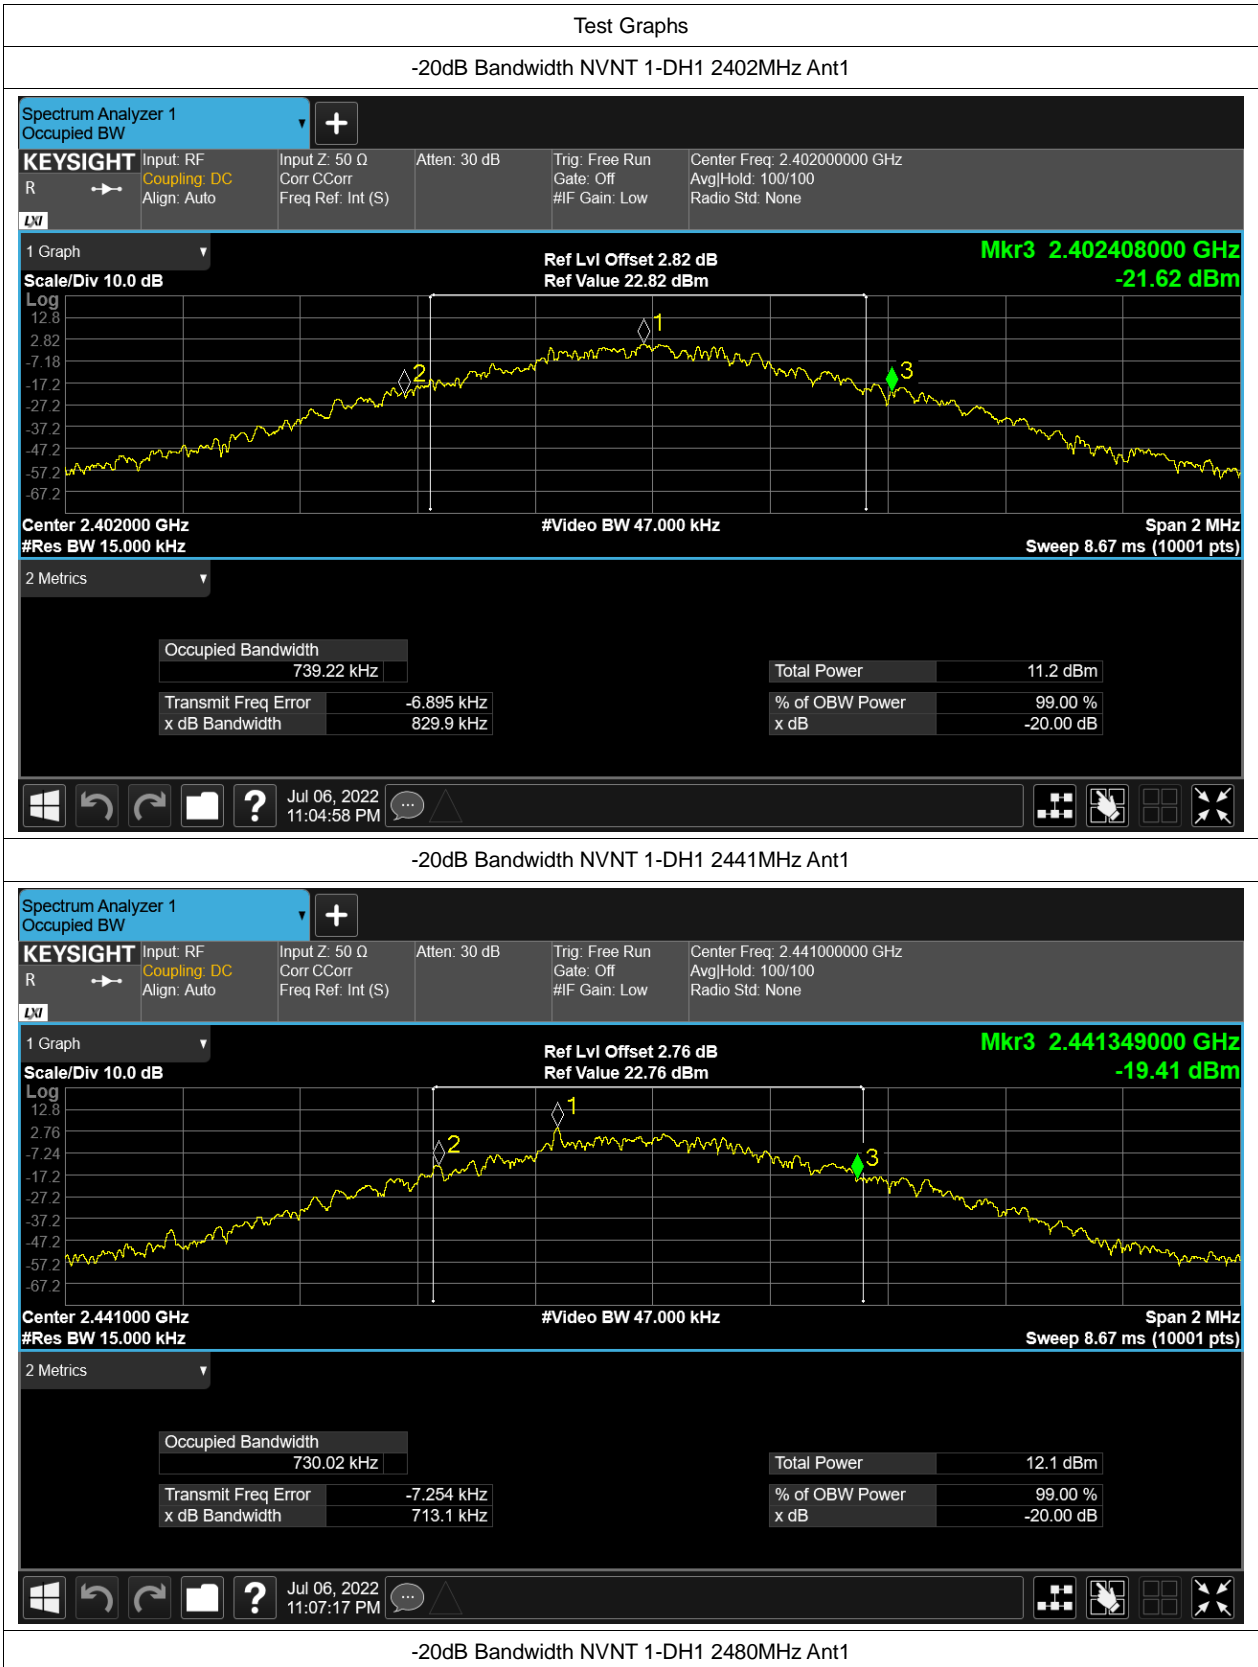 Test Graphs
-20dB Bandwidth NVNT 1-DH1 2402MHz Ant1
Spectrum Analyzer 1
Occupied BW
KEYSIGHT Input: RF Input Z: 50 Ω Atten: 30 dB Trig: Free Run Center Freq: 2.402000000 GHz
R Coupling: DC Corr CCorr Gate: Off Avg|Hold: 100/100
Align: Auto Freq Ref: Int (S) #IF Gain: Low Radio Std: None
LXI
1 Graph Ref Lvl Offset 2.82 dB Mkr3 2.402408000 GHz
Scale/Div 10.0 dB Ref Value 22.82 dBm -21.62 dBm
Log
12.8
2.82
-7.18
-17.2
-27.2
-37.2
-47.2
-57.2
-67.2
1
2
3
Center 2.402000 GHz #Video BW 47.000 kHz Span 2 MHz
#Res BW 15.000 kHz Sweep 8.67 ms (10001 pts)
2 Metrics
Occupied Bandwidth
739.22 kHz Total Power 11.2 dBm
Transmit Freq Error -6.895 kHz % of OBW Power 99.00 %
x dB Bandwidth 829.9 kHz x dB -20.00 dB
? Jul 06, 2022
11:04:58 PM
-20dB Bandwidth NVNT 1-DH1 2441MHz Ant1
Spectrum Analyzer 1
Occupied BW
KEYSIGHT Input: RF Input Z: 50 Ω Atten: 30 dB Trig: Free Run Center Freq: 2.441000000 GHz
R Coupling: DC Corr CCorr Gate: Off Avg|Hold: 100/100
Align: Auto Freq Ref: Int (S) #IF Gain: Low Radio Std: None
LXI
1 Graph Ref Lvl Offset 2.76 dB Mkr3 2.441349000 GHz
Scale/Div 10.0 dB Ref Value 22.76 dBm -19.41 dBm
Log
12.8
2.76
-7.24
-17.2
-27.2
-37.2
-47.2
-57.2
-67.2
1
2
3
Center 2.441000 GHz #Video BW 47.000 kHz Span 2 MHz
#Res BW 15.000 kHz Sweep 8.67 ms (10001 pts)
2 Metrics
Occupied Bandwidth
730.02 kHz Total Power 12.1 dBm
Transmit Freq Error -7.254 kHz % of OBW Power 99.00 %
x dB Bandwidth 713.1 kHz x dB -20.00 dB
? Jul 06, 2022
11:07:17 PM
-20dB Bandwidth NVNT 1-DH1 2480MHz Ant1